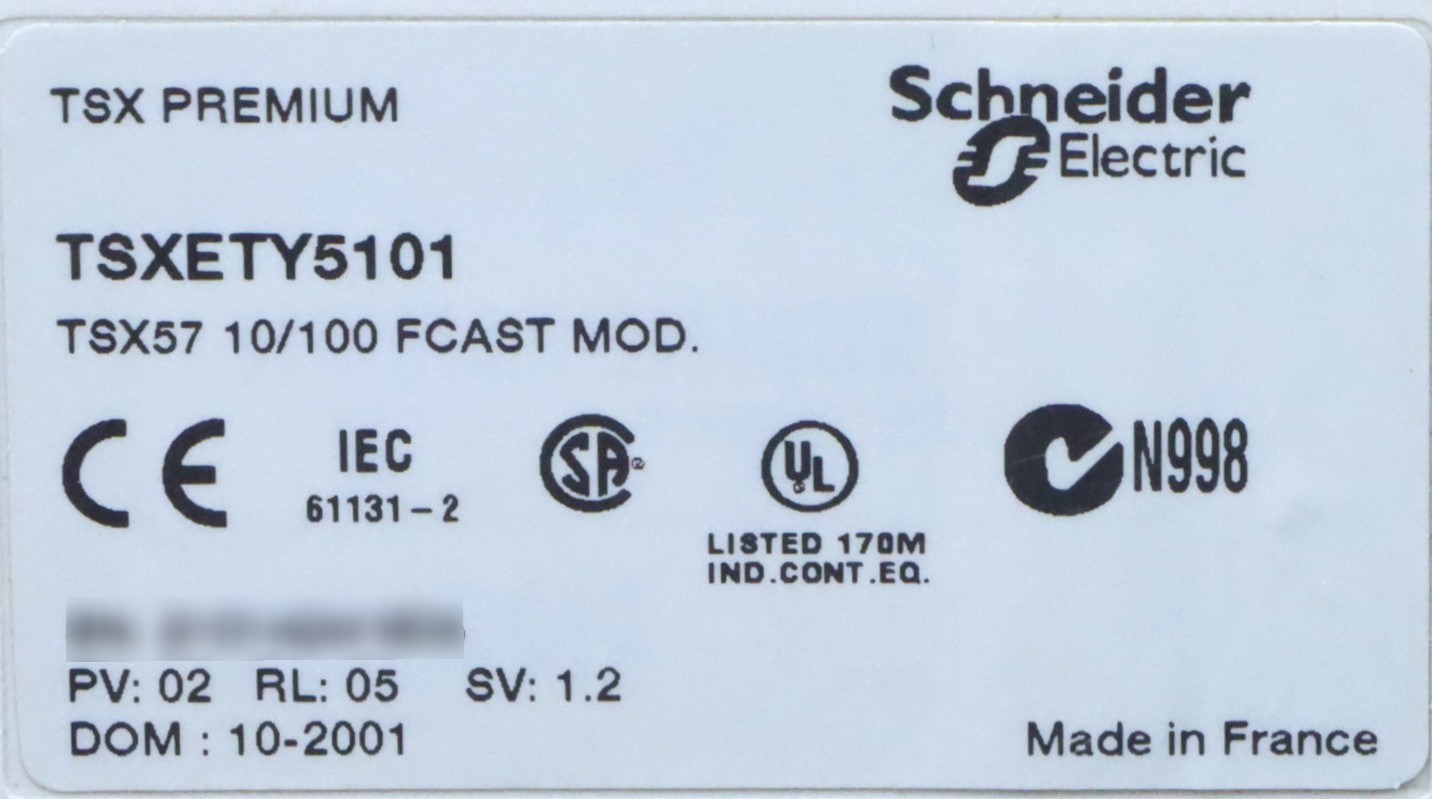 TSX PREMIUM
Schneider
Electric
TSXETY5101
TSX57 10/100 FCAST MOD.
CE
IEC
61131-2
SA
UL
N998
LISTED 170M
IND.CONT.EQ.
PV: 02 RL: 05 SV: 1.2
DOM : 10-2001
Made in France